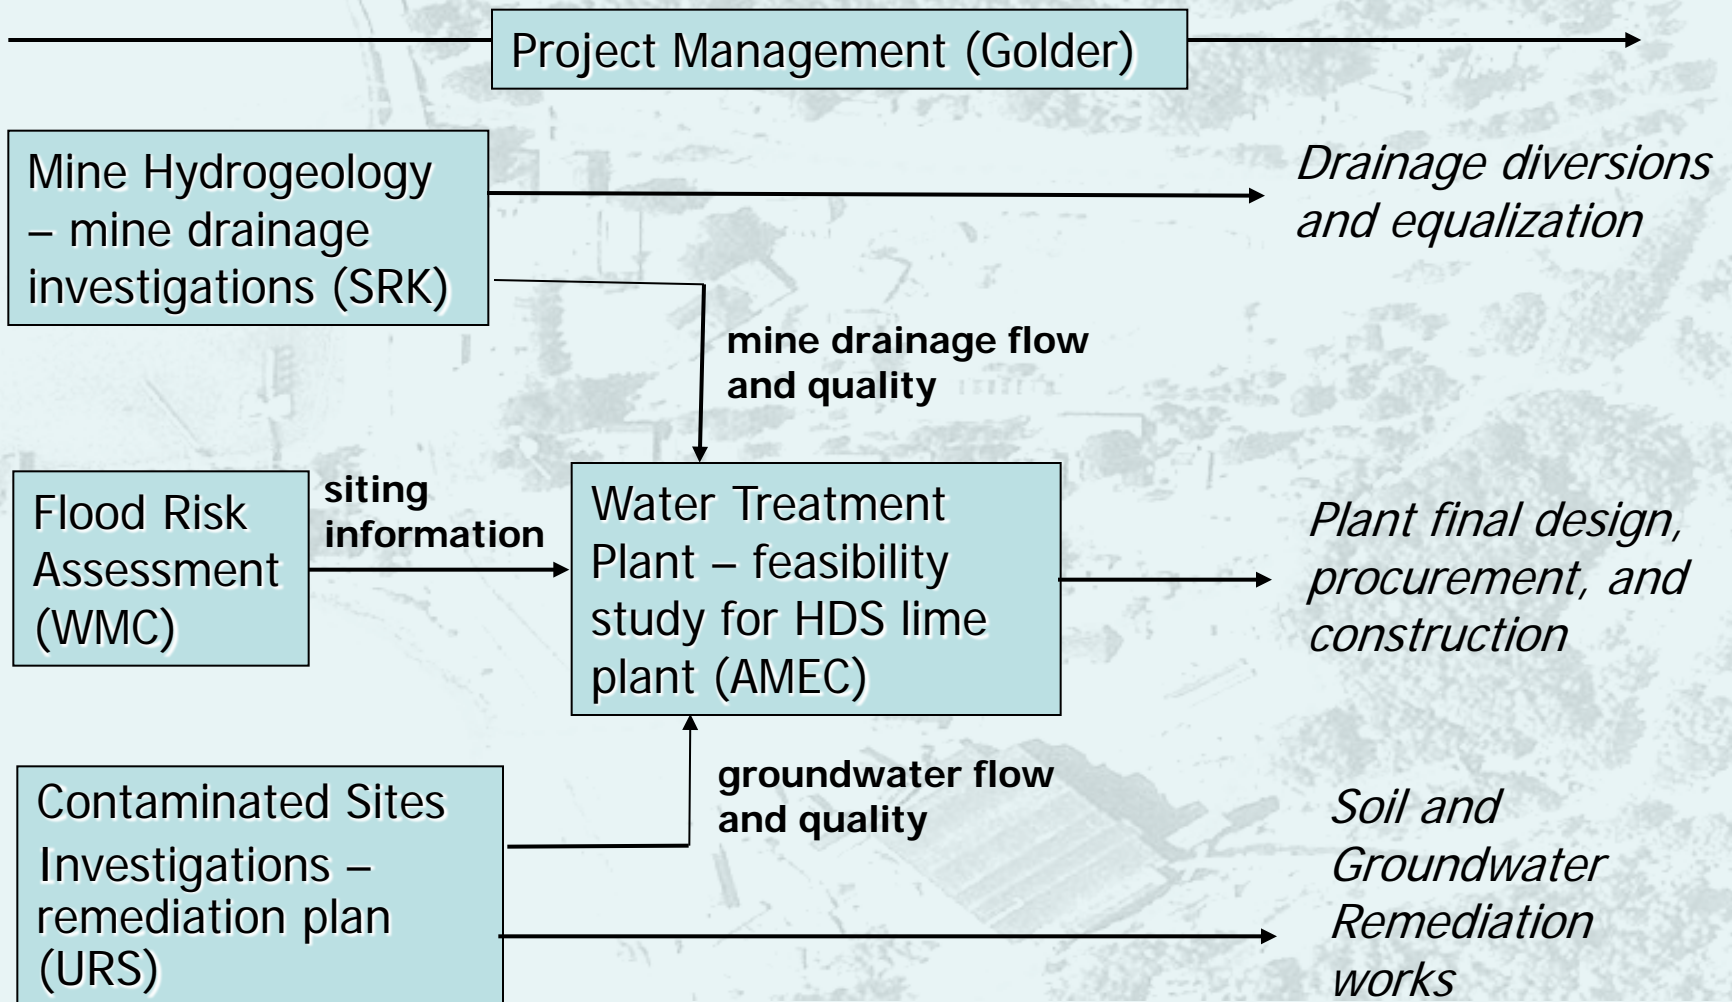 Project Management (Golder)
Mine Hydrogeology
– mine drainage
investigations (SRK)
Drainage diversions
and equalization
mine drainage flow
and quality
Flood Risk
Assessment
(WMC)
siting
information
Water Treatment
Plant – feasibility
study for HDS lime
plant (AMEC)
Plant final design,
procurement, and
construction
groundwater flow
and quality
Contaminated Sites
Investigations –
remediation plan
(URS)
Soil and
Groundwater
Remediation
works